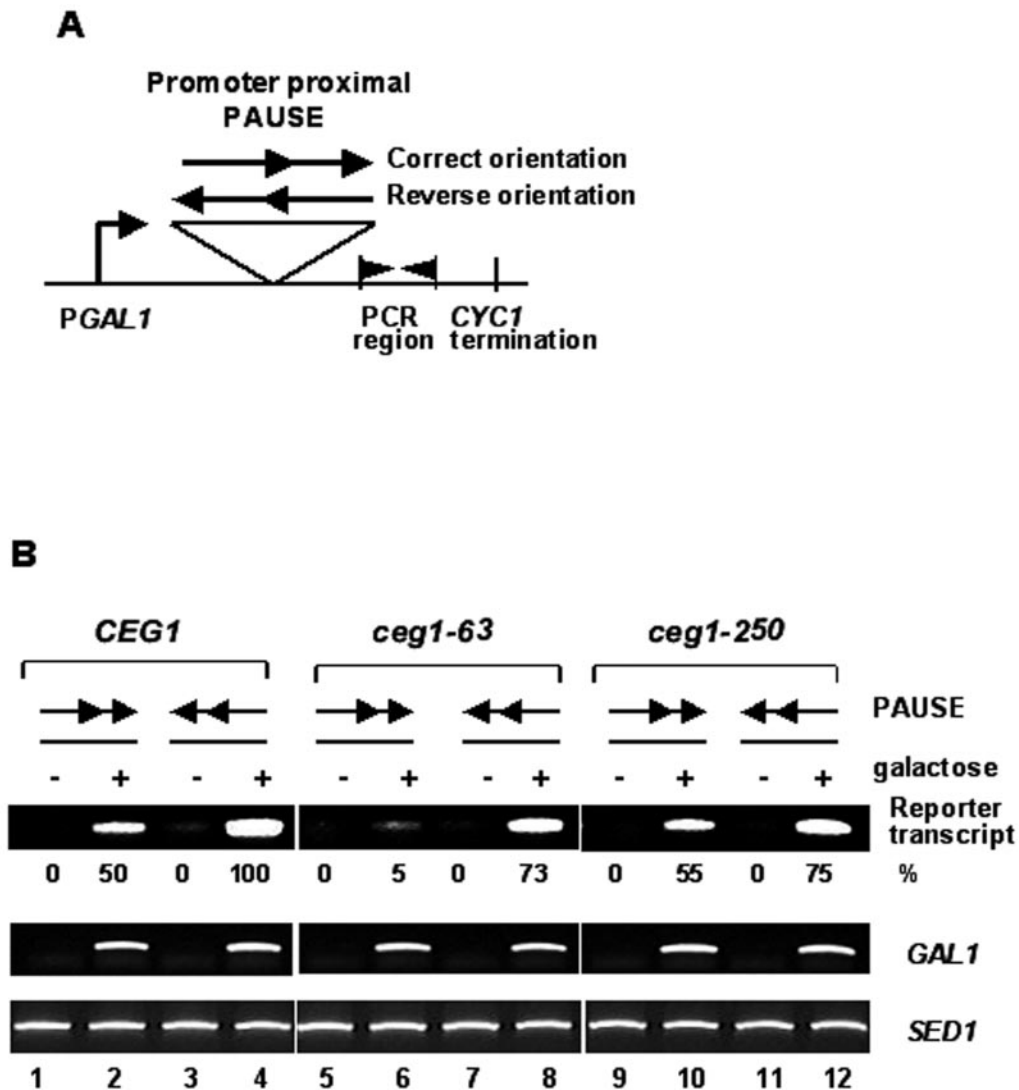 A
Promoter proximal
PAUSE
Correct orientation
Reverse orientation
PGAL1
PCR
region
CYC1
termination
B
CEG1 ceg1-63 ceg1-250
PAUSE
- + - + - + - + - + - + galactose
Reporter
transcript
0 50 0 100 0 5 0 73 0 55 0 75 %
GAL1
SED1
1 2 3 4 5 6 7 8 9 10 11 12